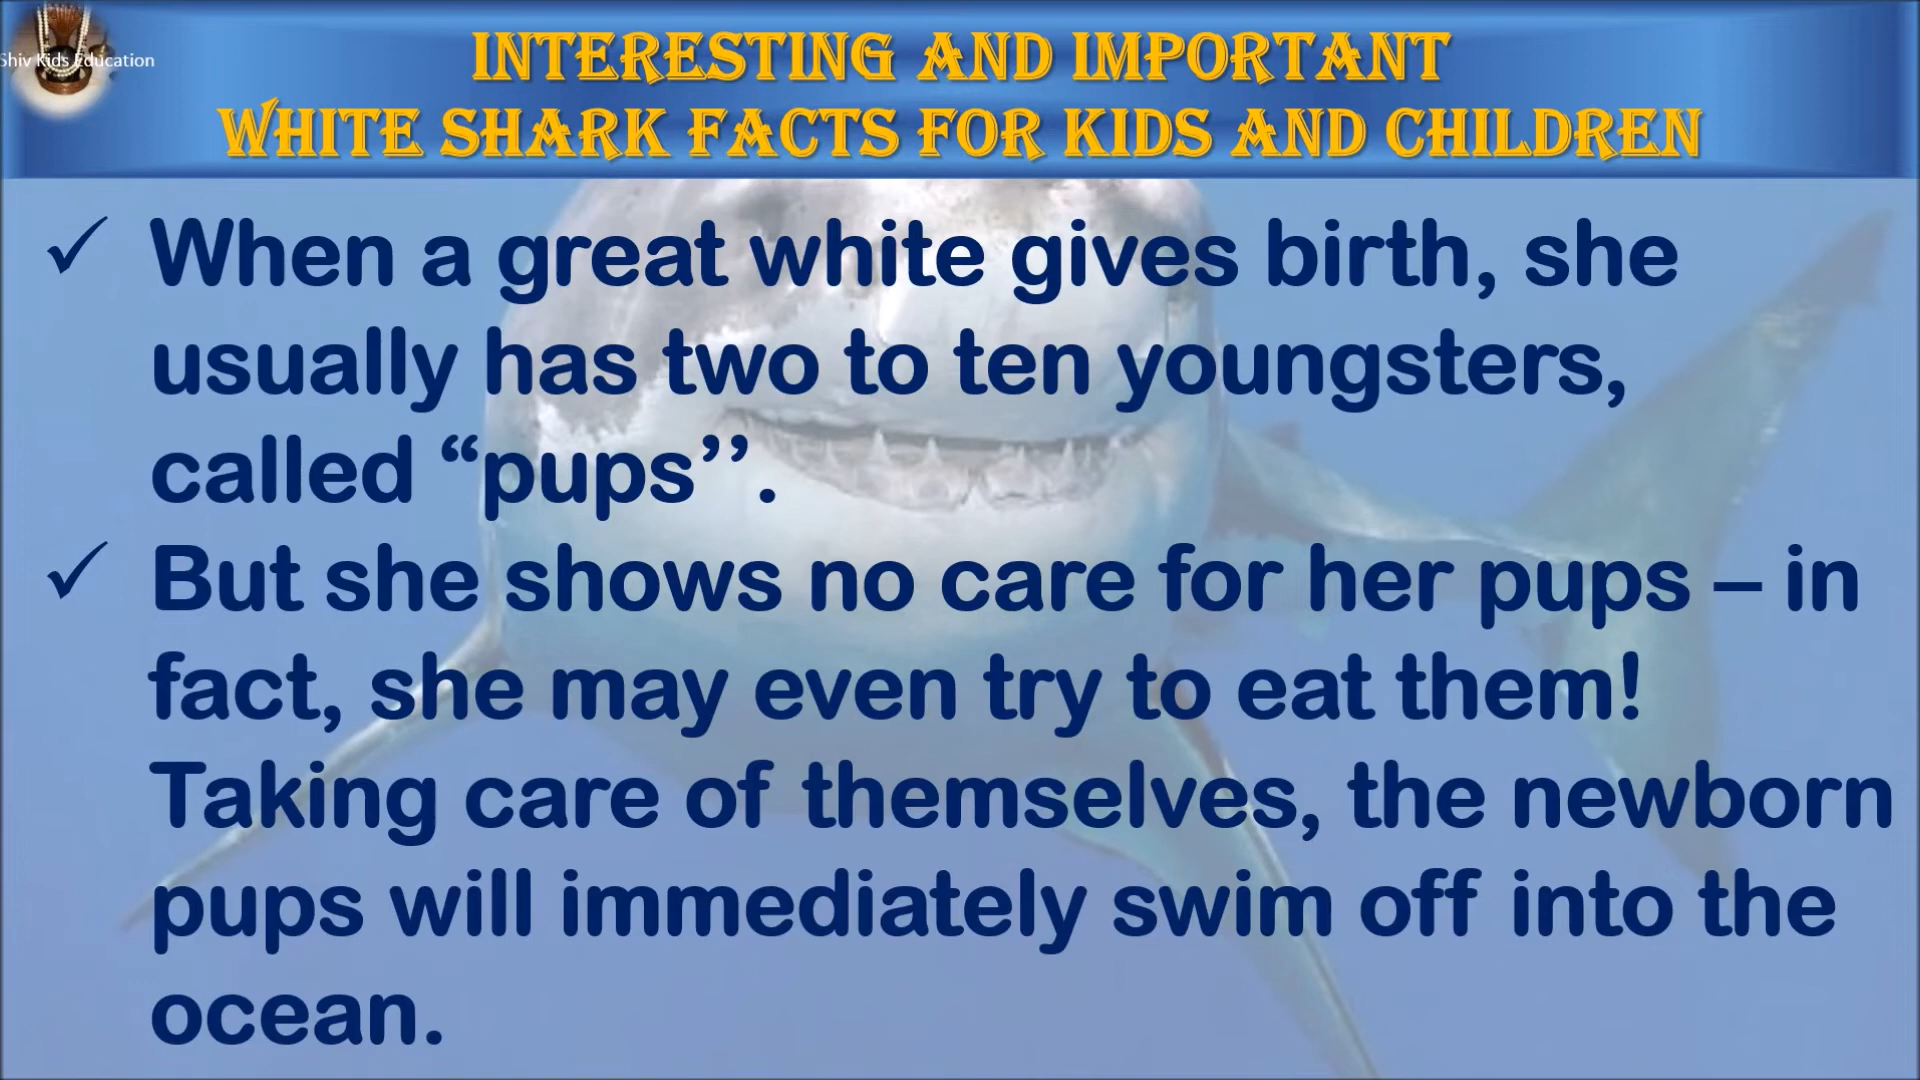 Shiv Kids Education
INTERESTING AND IMPORTANT
WHITE SHARK FACTS FOR KIDS AND CHILDREN
✓ When a great white gives birth, she
usually has two to ten youngsters,
called “pups’’.
✓ But she shows no care for her pups – in
fact, she may even try to eat them!
Taking care of themselves, the newborn
pups will immediately swim off into the
ocean.